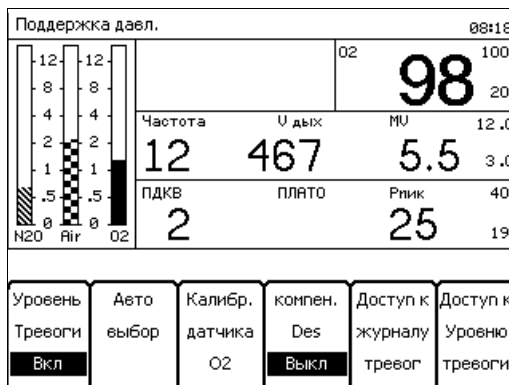 Поддержка давл. 08:18
12 12 O2 98 100
8 8 20
4 4 Частота V дых MV 12.0
2 2 12 467 5.5
1 1 3.0
.5 .5 ПДКВ ПЛАТО Pпик 40
0 0 2 25
N2O Air O2 19
Уровень Авто Калибр. компен. Доступ к Доступ к
Тревоги выбор датчика Des журналу Уровню
Вкл O2 Выкл тревог тревоги